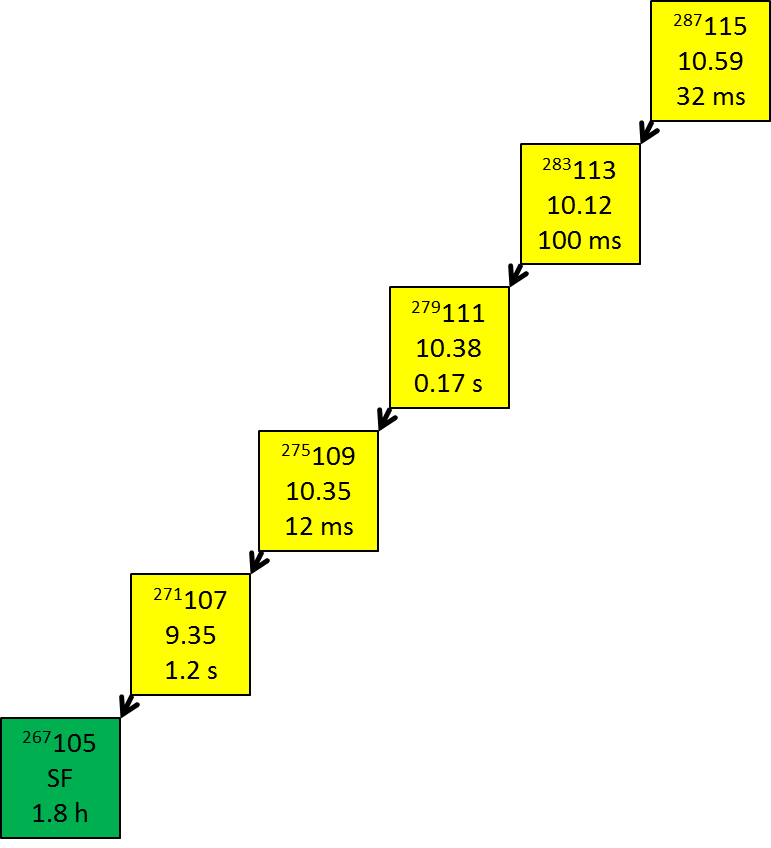 ²⁸⁷115
10.59
32 ms
²⁸³113
10.12
100 ms
²⁷⁹111
10.38
0.17 s
²⁷⁵109
10.35
12 ms
²⁷¹107
9.35
1.2 s
²⁶⁷105
SF
1.8 h